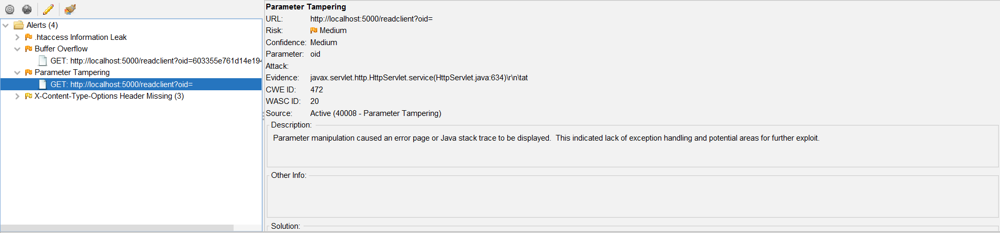 Alerts (4)
.htaccess Information Leak
Buffer Overflow
GET: http://localhost:5000/readclient?oid=603355e761d14e194
Parameter Tampering
GET: http://localhost:5000/readclient?oid=
X-Content-Type-Options Header Missing (3)
Parameter Tampering
URL: http://localhost:5000/readclient?oid=
Risk: Medium
Confidence: Medium
Parameter: oid
Attack:
Evidence: javax.servlet.http.HttpServlet.service(HttpServlet.java:634)\r\n\tat
CWE ID: 472
WASC ID: 20
Source: Active (40008 - Parameter Tampering)
Description:
Parameter manipulation caused an error page or Java stack trace to be displayed.  This indicated lack of exception handling and potential areas for further exploit.
Other Info:
Solution: